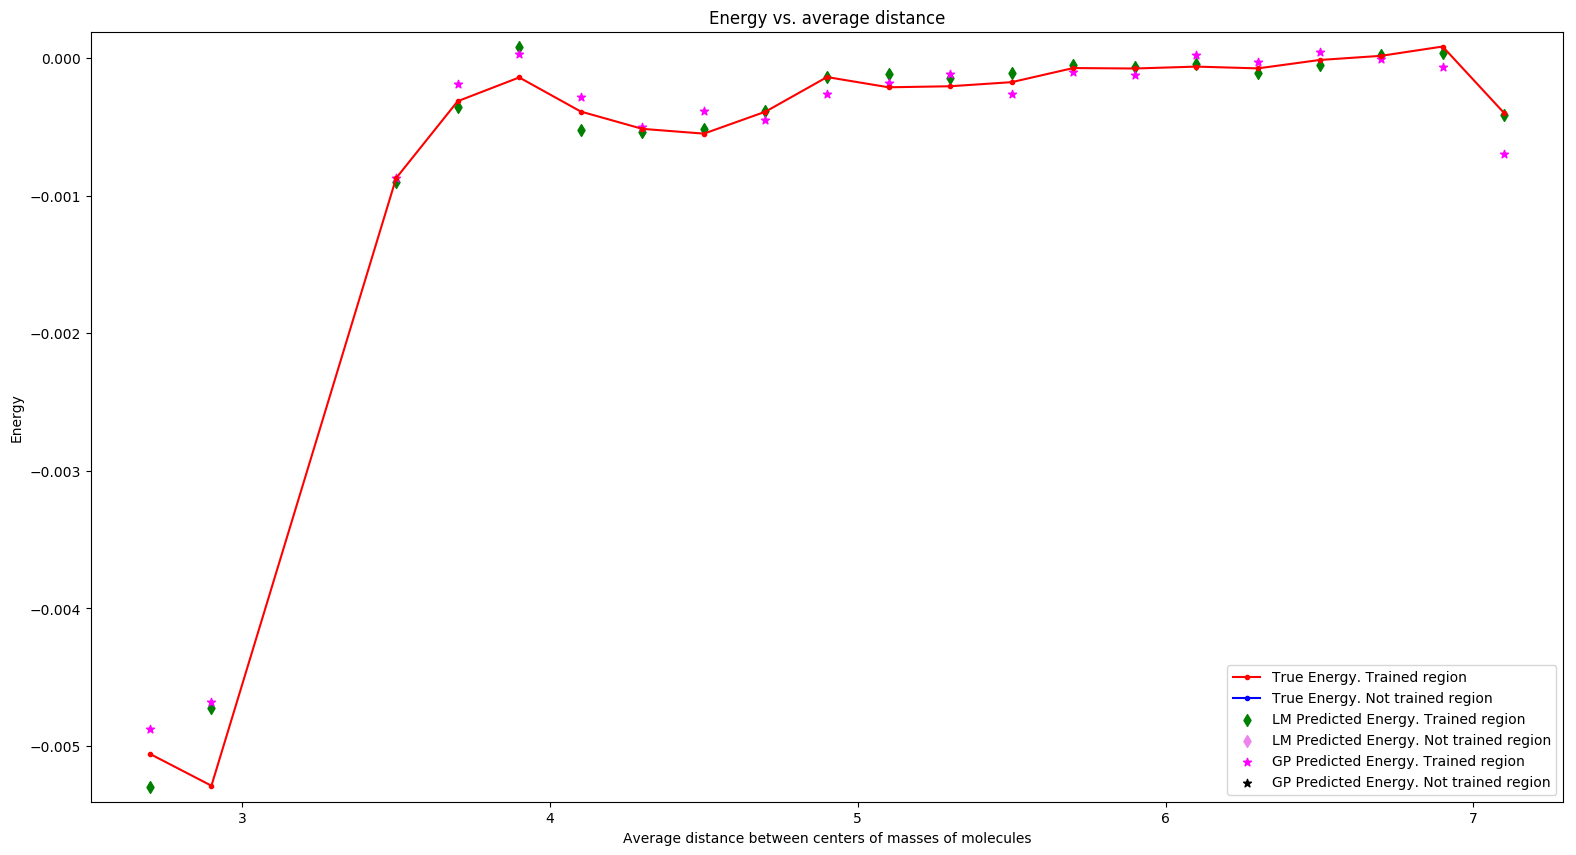 Energy vs. average distance
Energy
0.000
−0.001
−0.002
−0.003
−0.004
−0.005
3
4
5
6
7
Average distance between centers of masses of molecules
True Energy. Trained region
True Energy. Not trained region
LM Predicted Energy. Trained region
LM Predicted Energy. Not trained region
GP Predicted Energy. Trained region
GP Predicted Energy. Not trained region